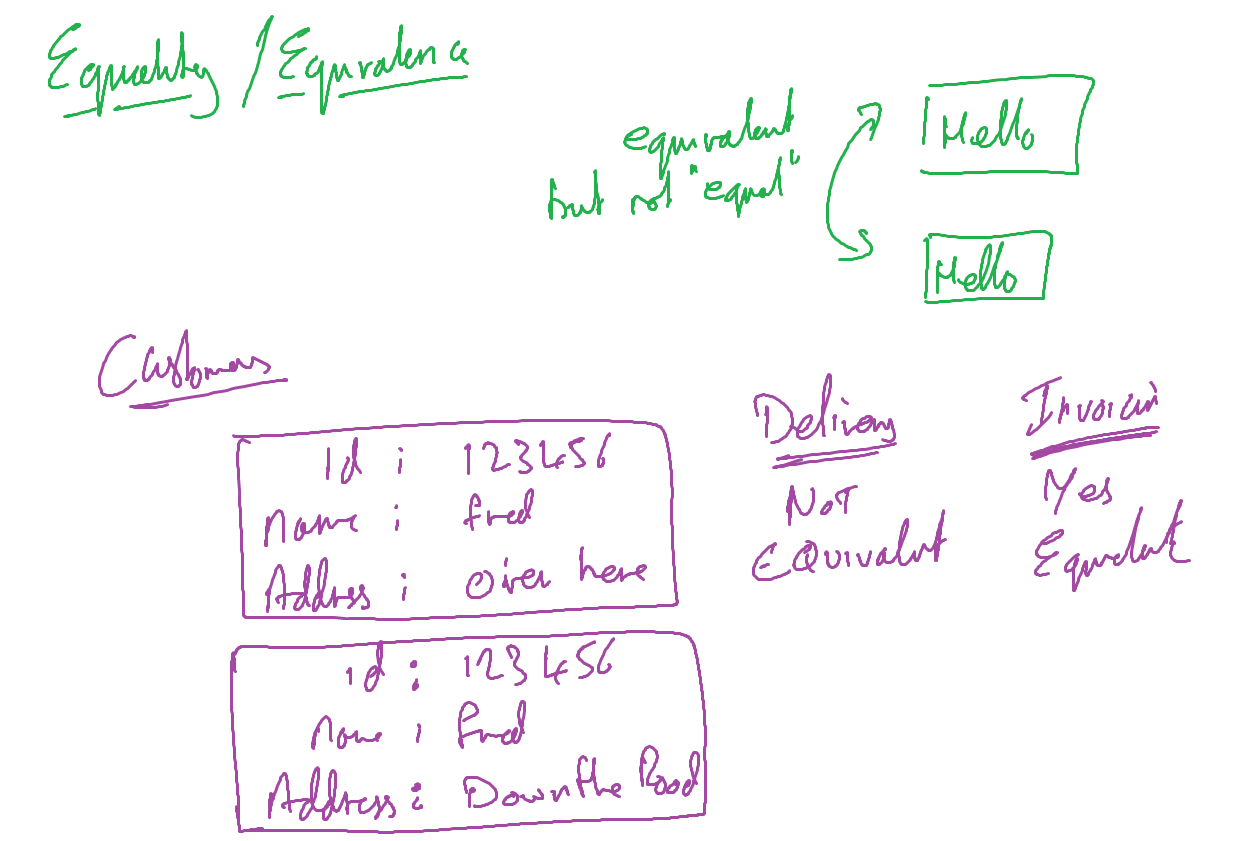 Equality / Equivalence
equivalent
but not "equal"
Hello
Hello
Customers
Id : 123456
name : fred
Address : Over here
id : 123456
Name : fred
Address : Down the Road
Delivery
NOT
EQuivalent
Invoicin
Yes
Equivalent